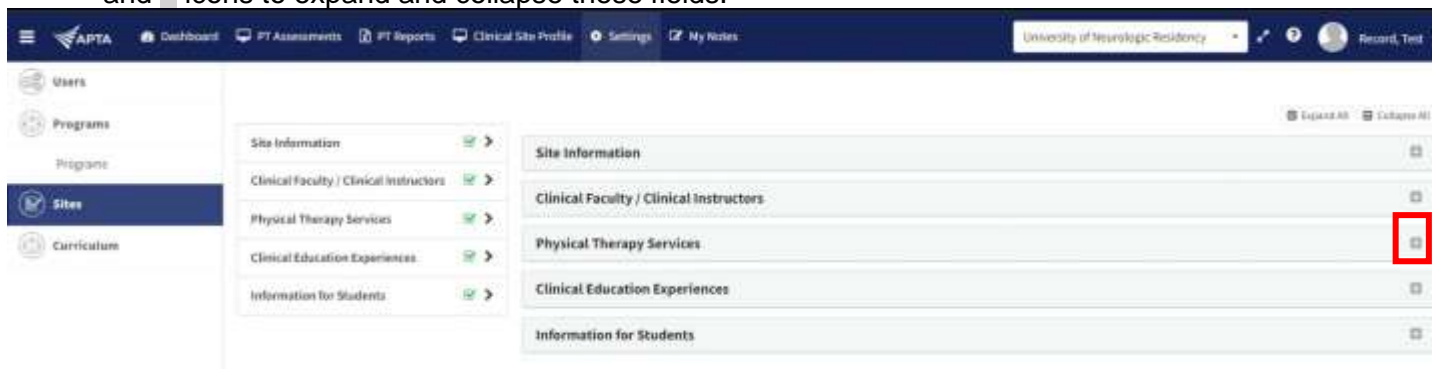 and icons to expand and collapse those fields.
APTA Dashboard PT Assessments PT Reports Clinical Site Profile Settings My Notes University of Neurologic Residency Record, Test
Users
Programs
Programs
Sites
Curriculum
Expand All Collapse All
Site Information
Clinical Faculty / Clinical Instructors
Physical Therapy Services
Clinical Education Experiences
Information for Students
Site Information
Clinical Faculty / Clinical Instructors
Physical Therapy Services
Clinical Education Experiences
Information for Students